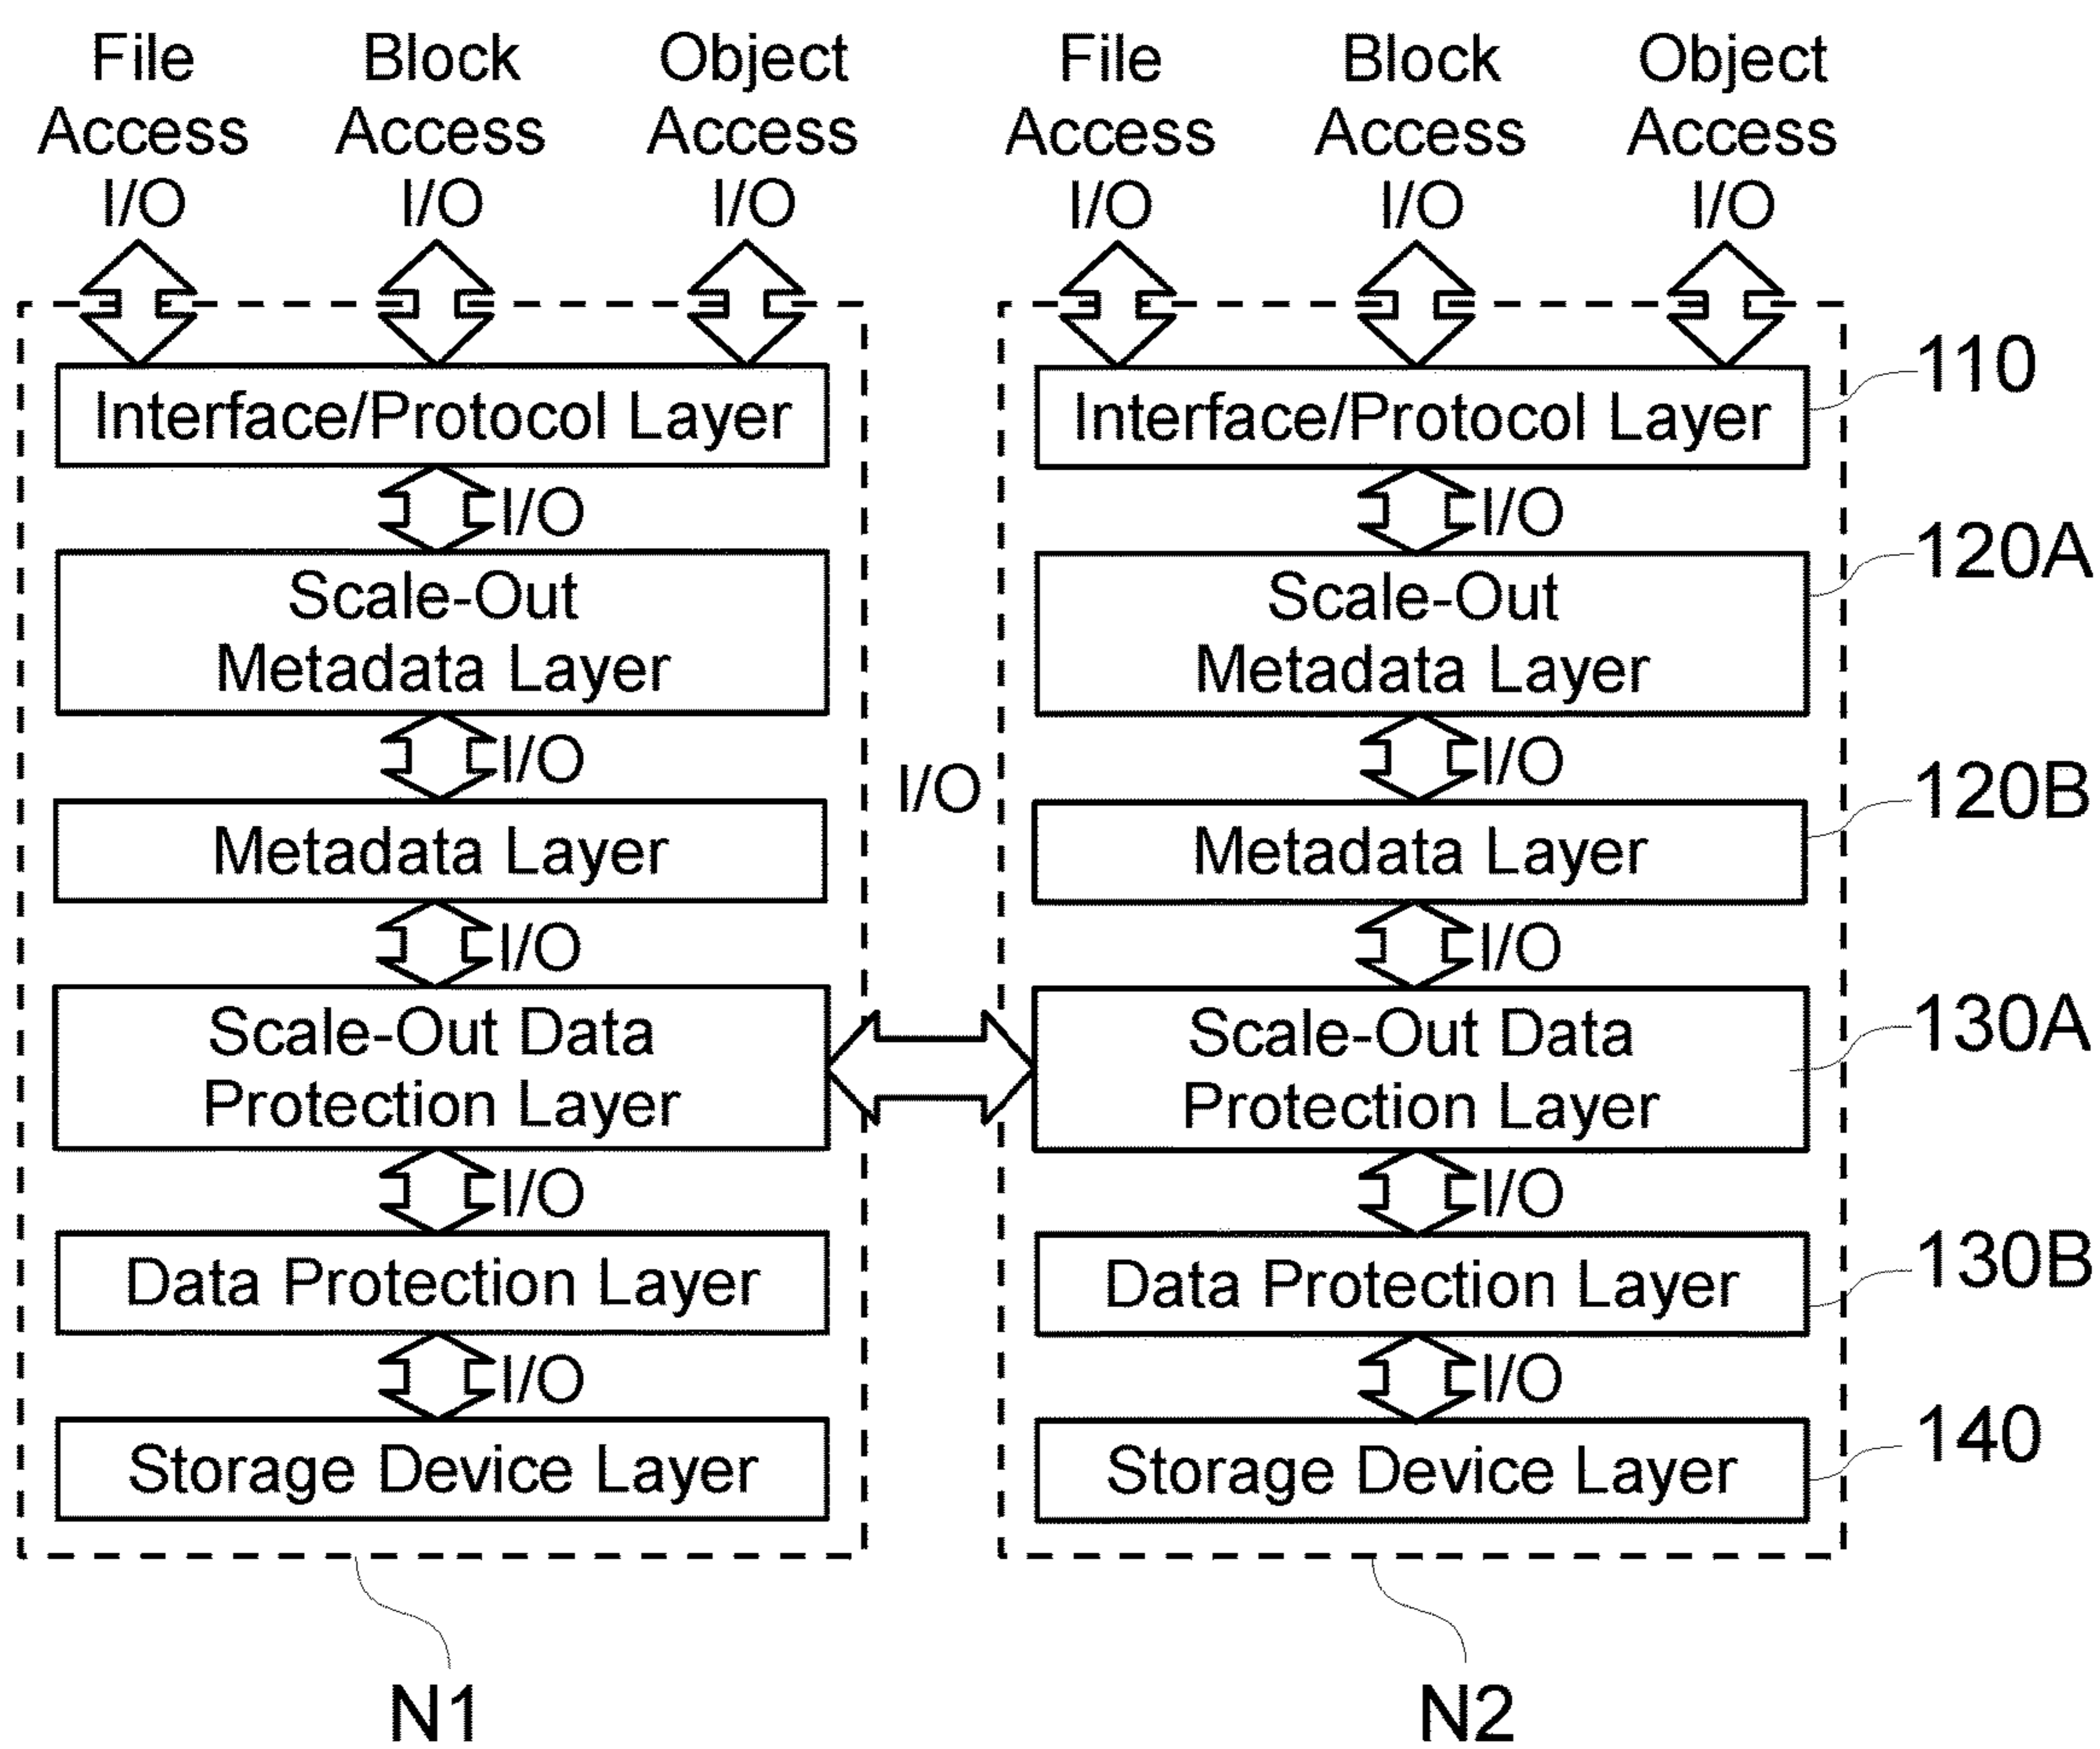 File
Access
I/O
Block
Access
I/O
Object
Access
I/O
Interface/Protocol Layer
I/O
Scale-Out
Metadata Layer
I/O
Metadata Layer
I/O
Scale-Out Data
Protection Layer
I/O
Data Protection Layer
I/O
Storage Device Layer
N1
I/O
File
Access
I/O
Block
Access
I/O
Object
Access
I/O
Interface/Protocol Layer
110
I/O
Scale-Out
Metadata Layer
120A
I/O
Metadata Layer
120B
I/O
Scale-Out Data
Protection Layer
130A
I/O
Data Protection Layer
130B
I/O
Storage Device Layer
140
N2